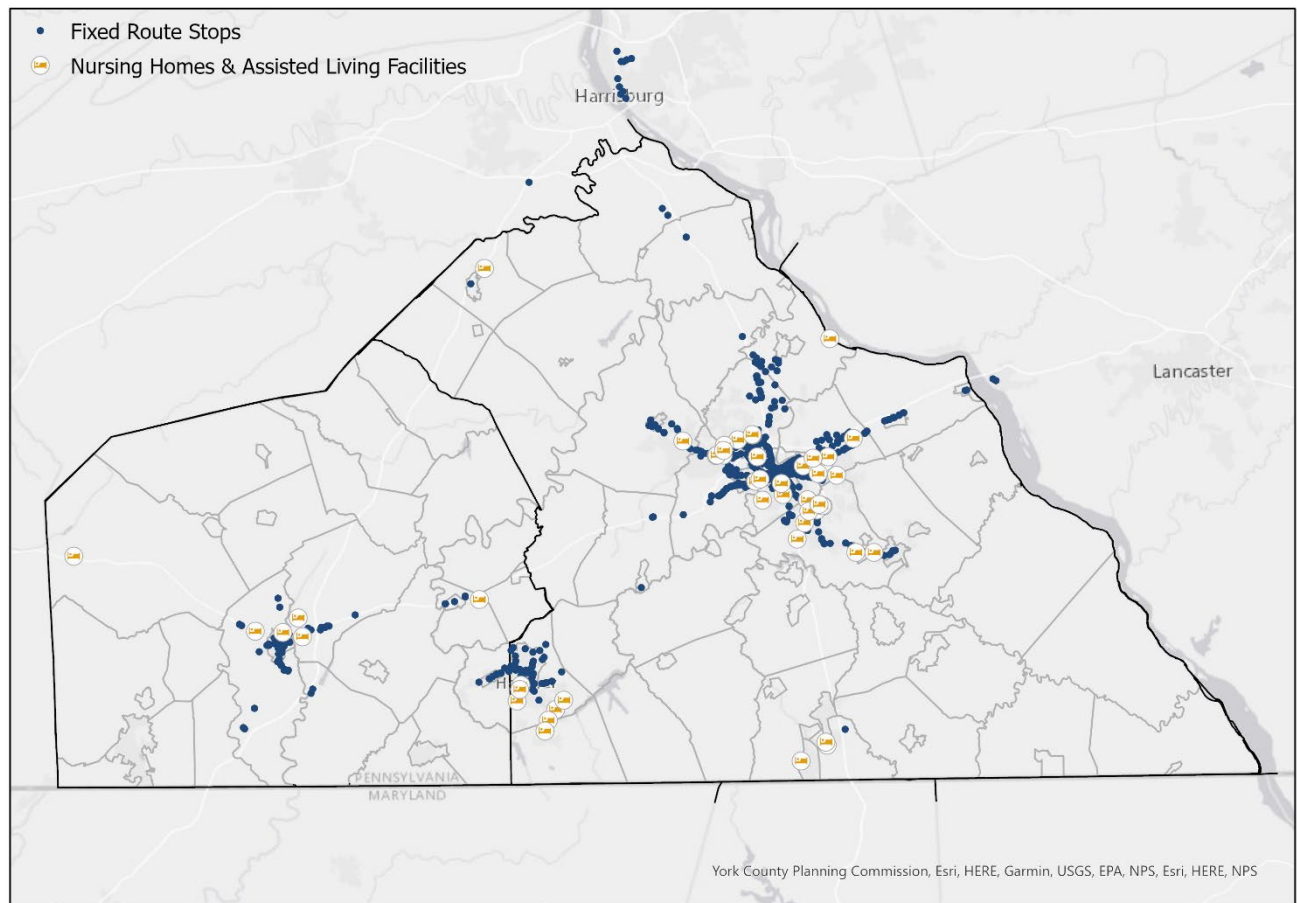 Fixed Route Stops
Nursing Homes & Assisted Living Facilities
Harrisburg
Lancaster
PENNSYLVANIA
MARYLAND
York County Planning Commission, Esri, HERE, Garmin, USGS, EPA, NPS, Esri, HERE, NPS